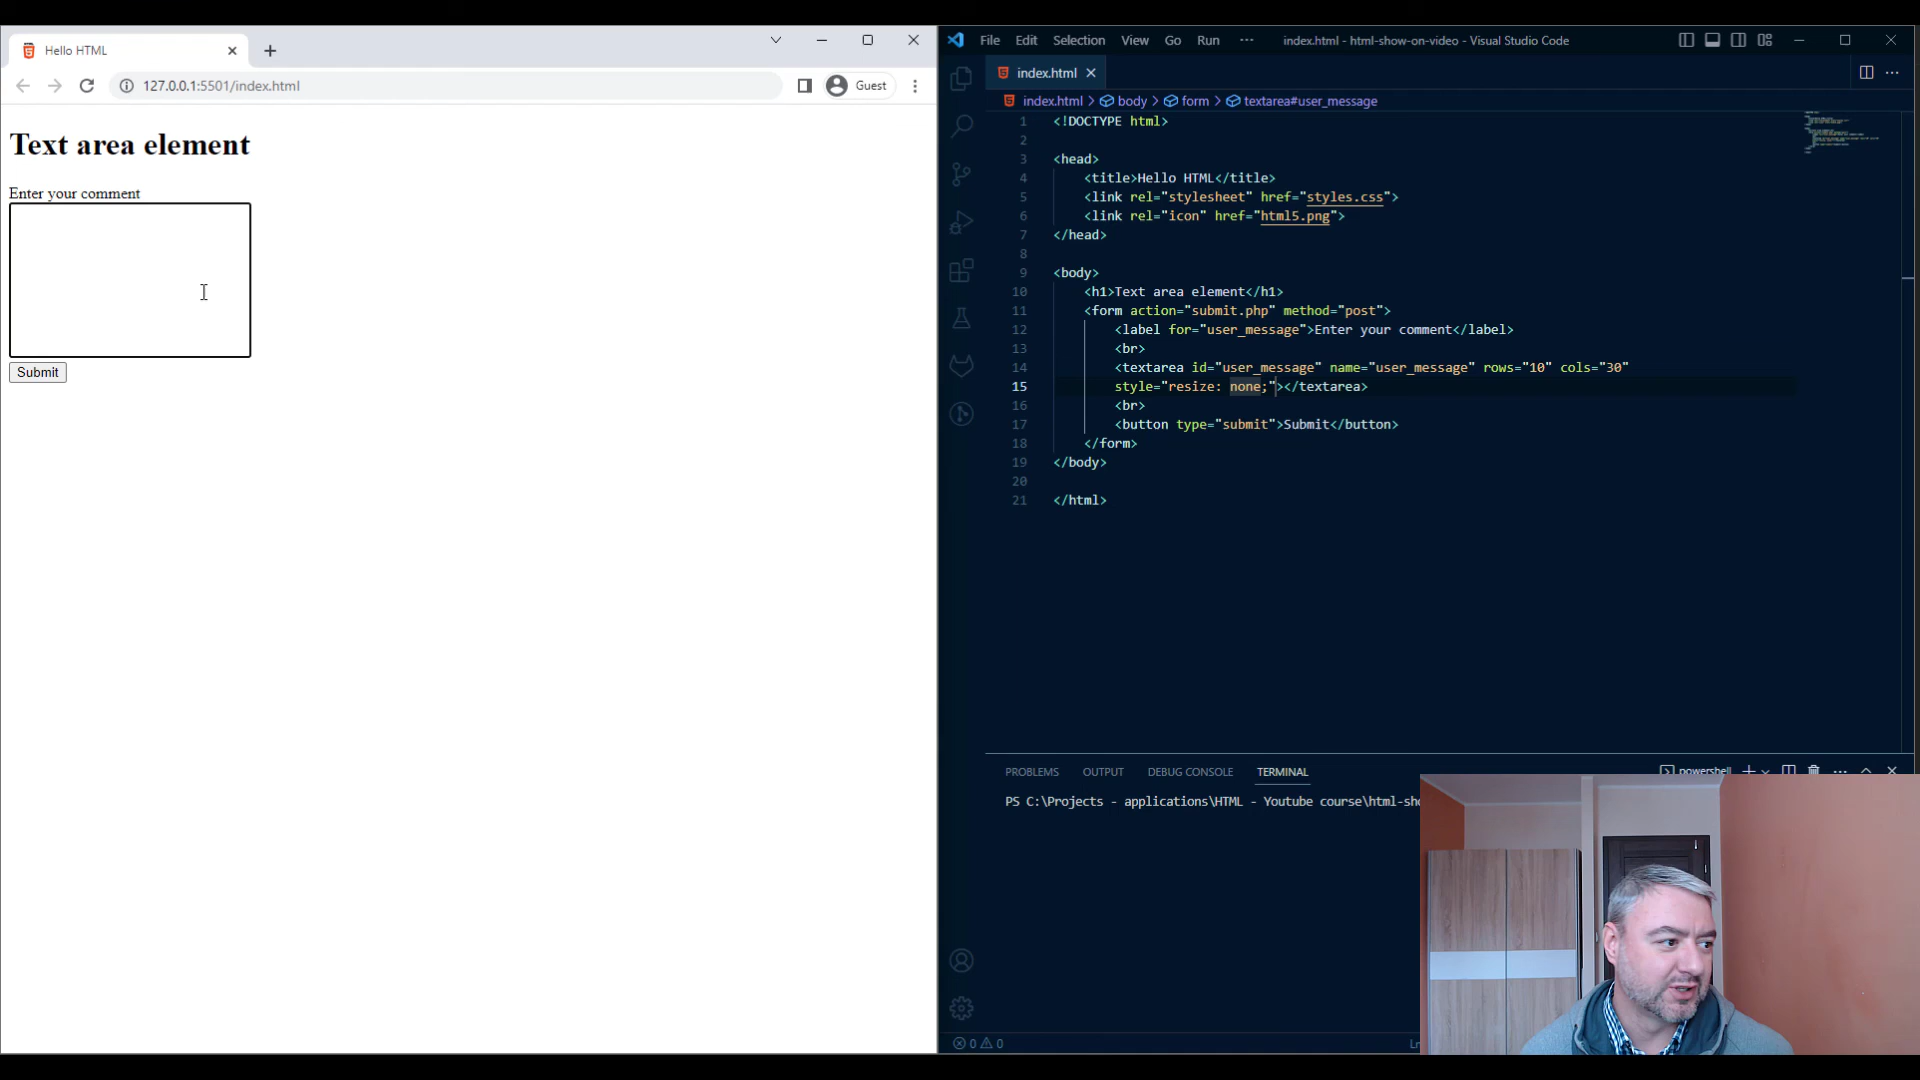 Hello HTML
127.0.0.1:5501/index.html
Guest
Text area element
Enter your comment
Submit
File Edit Selection View Go Run ··· index.html - html-show-on-video - Visual Studio Code
index.html
index.html > body > form > textarea#user_message
1 <!DOCTYPE html>
2
3 <head>
4 <title>Hello HTML</title>
5 <link rel="stylesheet" href="styles.css">
6 <link rel="icon" href="html5.png">
7 </head>
8
9 <body>
10 <h1>Text area element</h1>
11 <form action="submit.php" method="post">
12 <label for="user_message">Enter your comment</label>
13 <br>
14 <textarea id="user_message" name="user_message" rows="10" cols="30"
15 style="resize: none;"></textarea>
16 <br>
17 <button type="submit">Submit</button>
18 </form>
19 </body>
20
21 </html>
PROBLEMS OUTPUT DEBUG CONSOLE TERMINAL powershell
PS C:\Projects - applications\HTML - Youtube course\html-sho
0 0